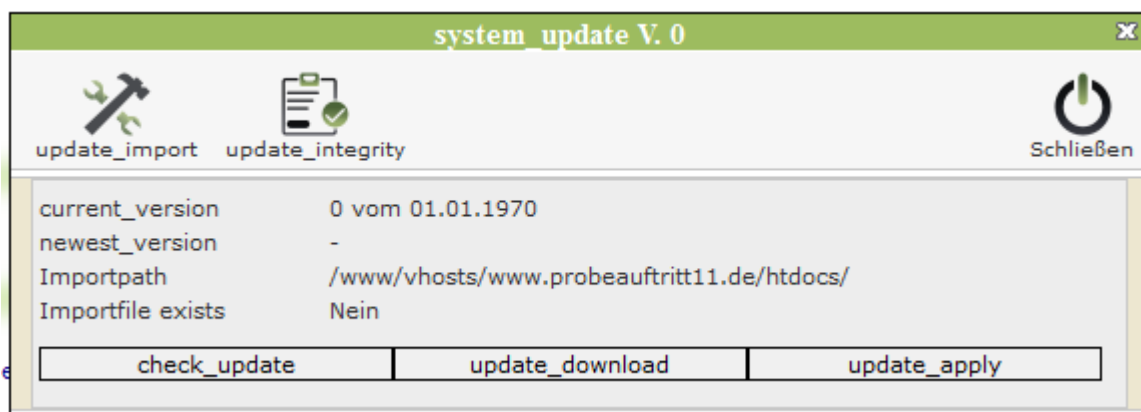 system_update V. 0
update_import update_integrity Schließen
current_version 0 vom 01.01.1970
newest_version -
Importpath /www/vhosts/www.probeauftritt11.de/htdocs/
Importfile exists Nein
check_update update_download update_apply